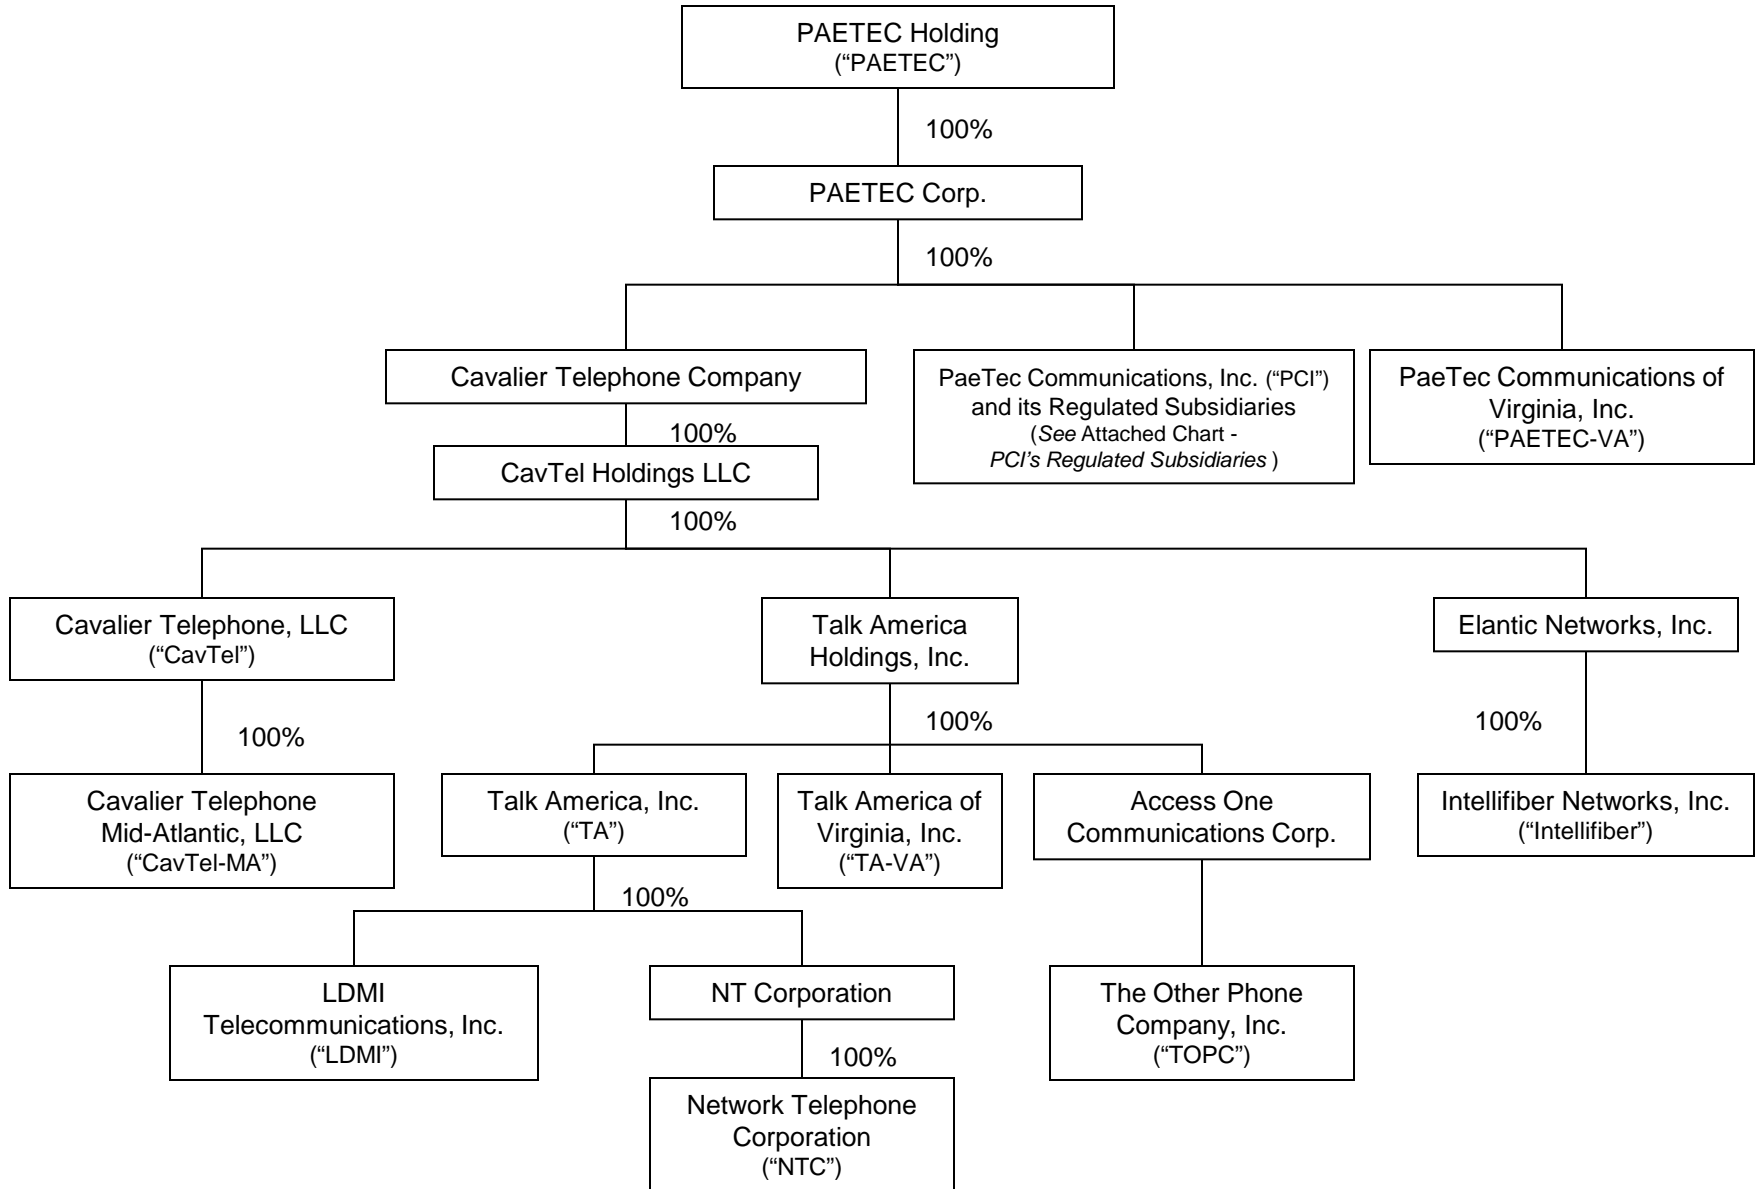 PAETEC Holding
(“PAETEC”)
100%
PAETEC Corp.
100%
Cavalier Telephone Company
PaeTec Communications, Inc. (“PCI”)
and its Regulated Subsidiaries
(See Attached Chart -
PCI’s Regulated Subsidiaries )
PaeTec Communications of
Virginia, Inc.
(“PAETEC-VA”)
100%
CavTel Holdings LLC
100%
Cavalier Telephone, LLC
(“CavTel”)
Talk America
Holdings, Inc.
Elantic Networks, Inc.
100%
100%
100%
Cavalier Telephone
Mid-Atlantic, LLC
(“CavTel-MA”)
Talk America, Inc.
(“TA”)
Talk America of
Virginia, Inc.
(“TA-VA”)
Access One
Communications Corp.
Intellifiber Networks, Inc.
(“Intellifiber”)
100%
LDMI
Telecommunications, Inc.
(“LDMI”)
NT Corporation
The Other Phone
Company, Inc.
(“TOPC”)
100%
Network Telephone
Corporation
(“NTC”)